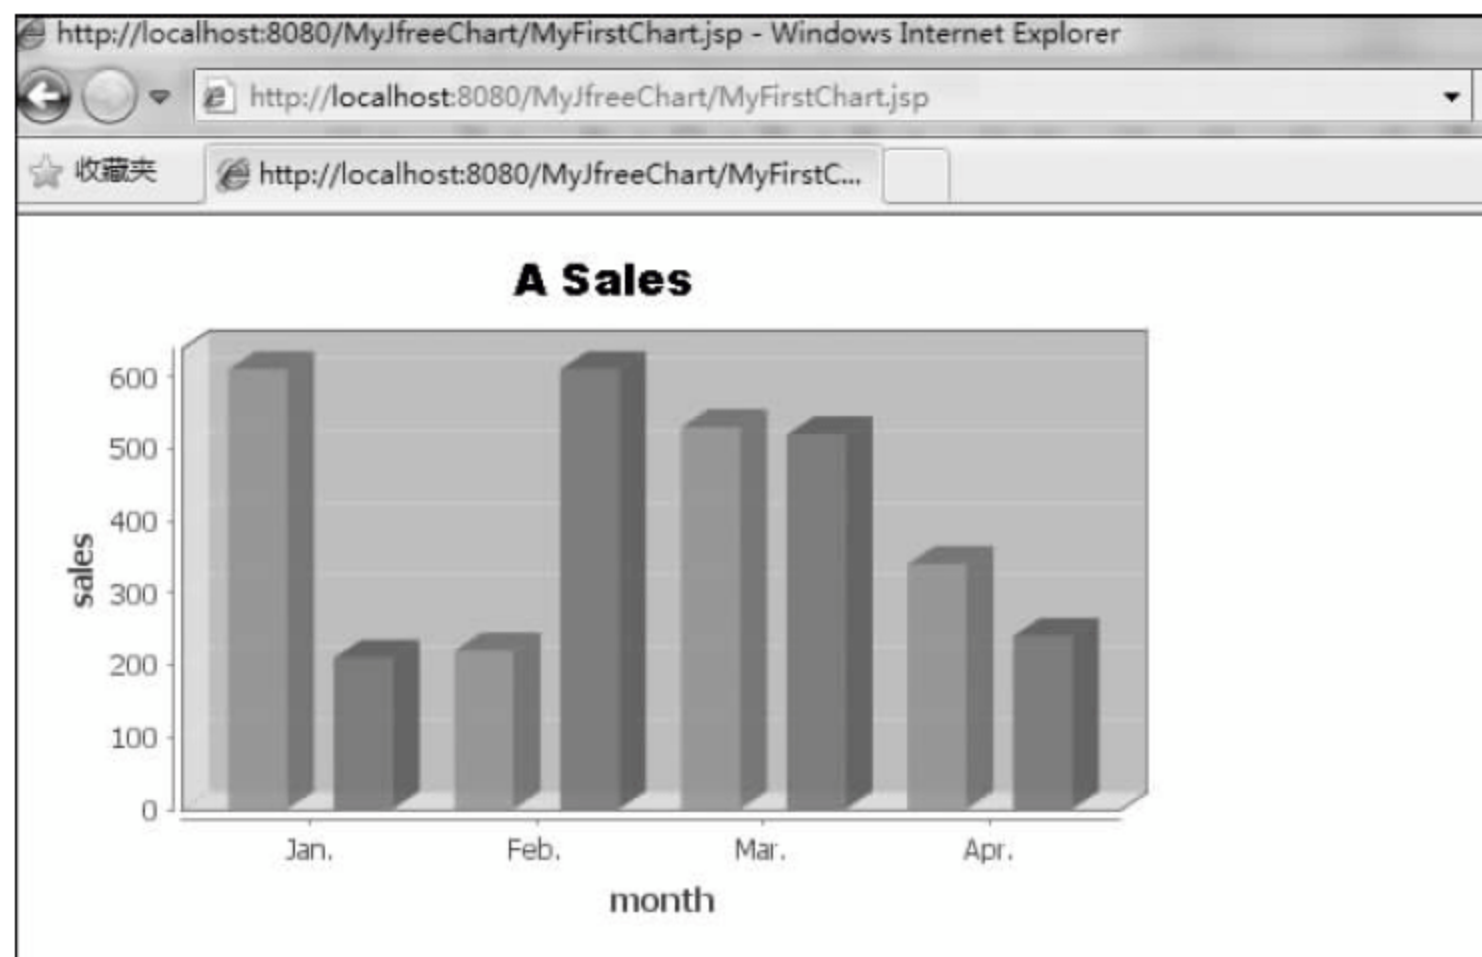 http://localhost:8080/MyJfreeChart/MyFirstChart.jsp - Windows Internet Explorer
http://localhost:8080/MyJfreeChart/MyFirstChart.jsp
收藏夹 http://localhost:8080/MyJfreeChart/MyFirstC...
A Sales
600
500
400
300
200
100
0
sales
Jan. Feb. Mar. Apr.
month